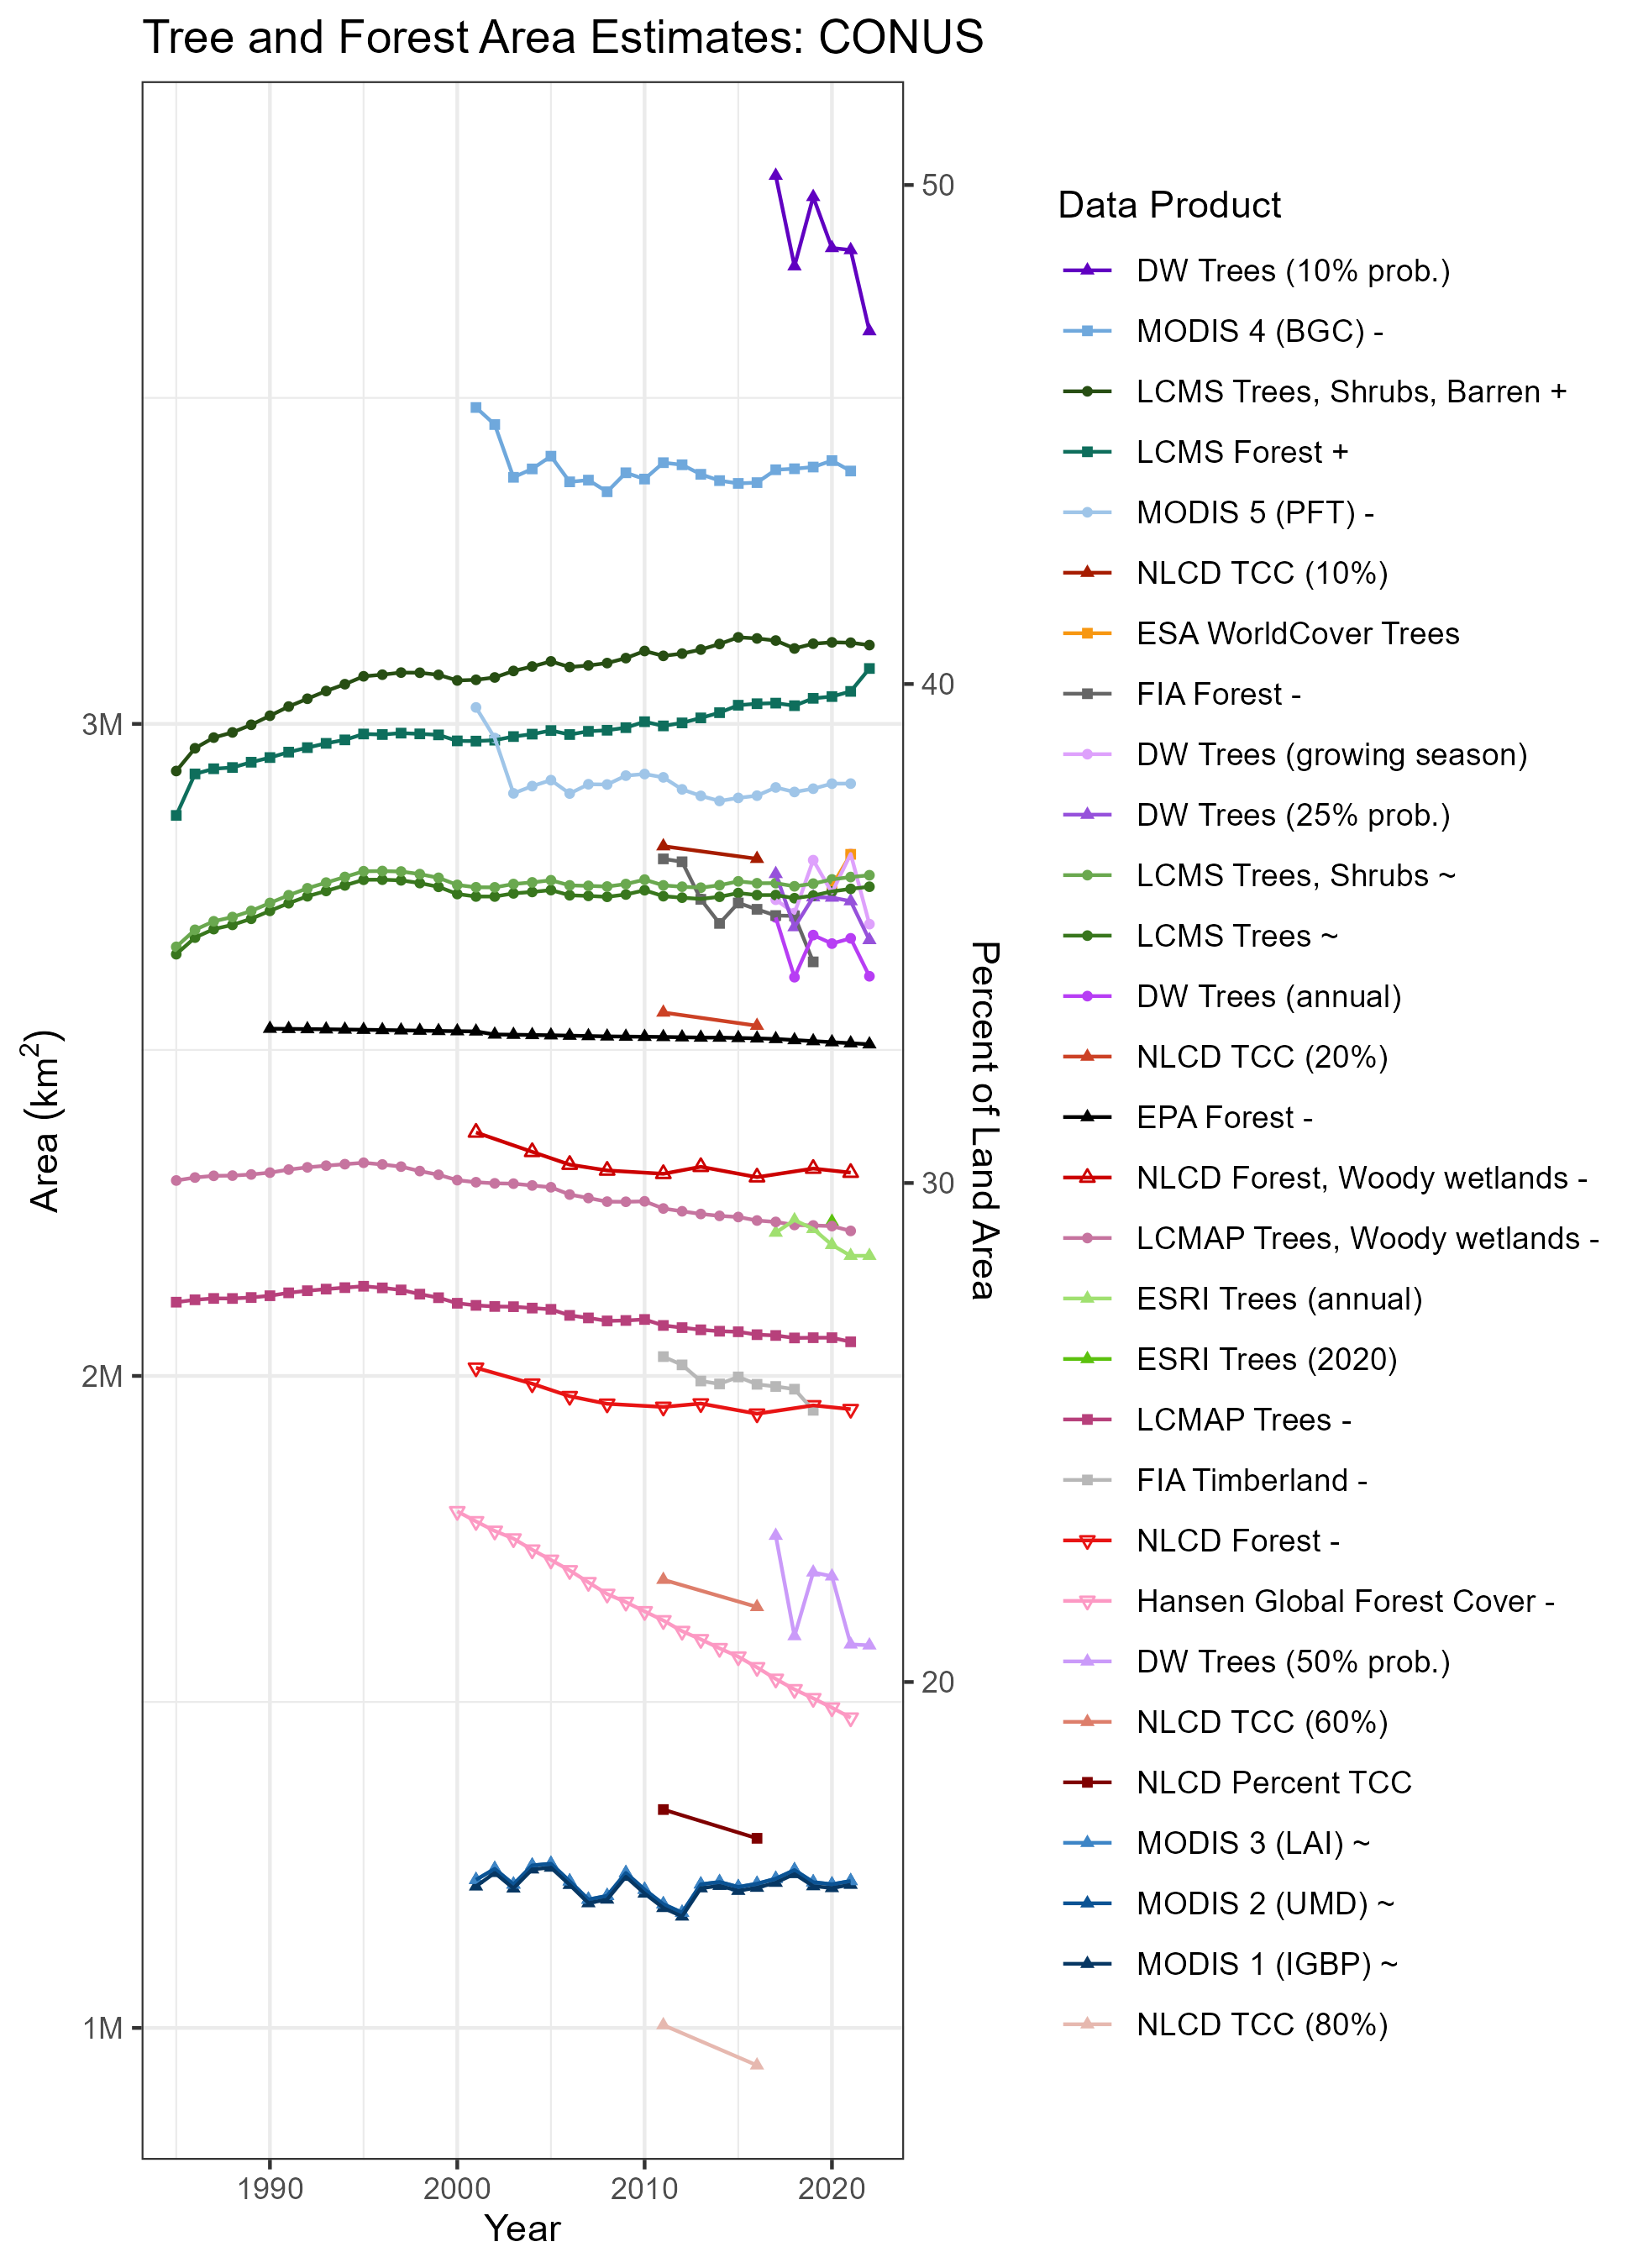 Tree and Forest Area Estimates: CONUS
Area (km²)
3M
2M
1M
1990
2000
2010
2020
Year
50
40
30
20
Percent of Land Area
Data Product
DW Trees (10% prob.)
MODIS 4 (BGC) -
LCMS Trees, Shrubs, Barren +
LCMS Forest +
MODIS 5 (PFT) -
NLCD TCC (10%)
ESA WorldCover Trees
FIA Forest -
DW Trees (growing season)
DW Trees (25% prob.)
LCMS Trees, Shrubs ~
LCMS Trees ~
DW Trees (annual)
NLCD TCC (20%)
EPA Forest -
NLCD Forest, Woody wetlands -
LCMAP Trees, Woody wetlands -
ESRI Trees (annual)
ESRI Trees (2020)
LCMAP Trees -
FIA Timberland -
NLCD Forest -
Hansen Global Forest Cover -
DW Trees (50% prob.)
NLCD TCC (60%)
NLCD Percent TCC
MODIS 3 (LAI) ~
MODIS 2 (UMD) ~
MODIS 1 (IGBP) ~
NLCD TCC (80%)